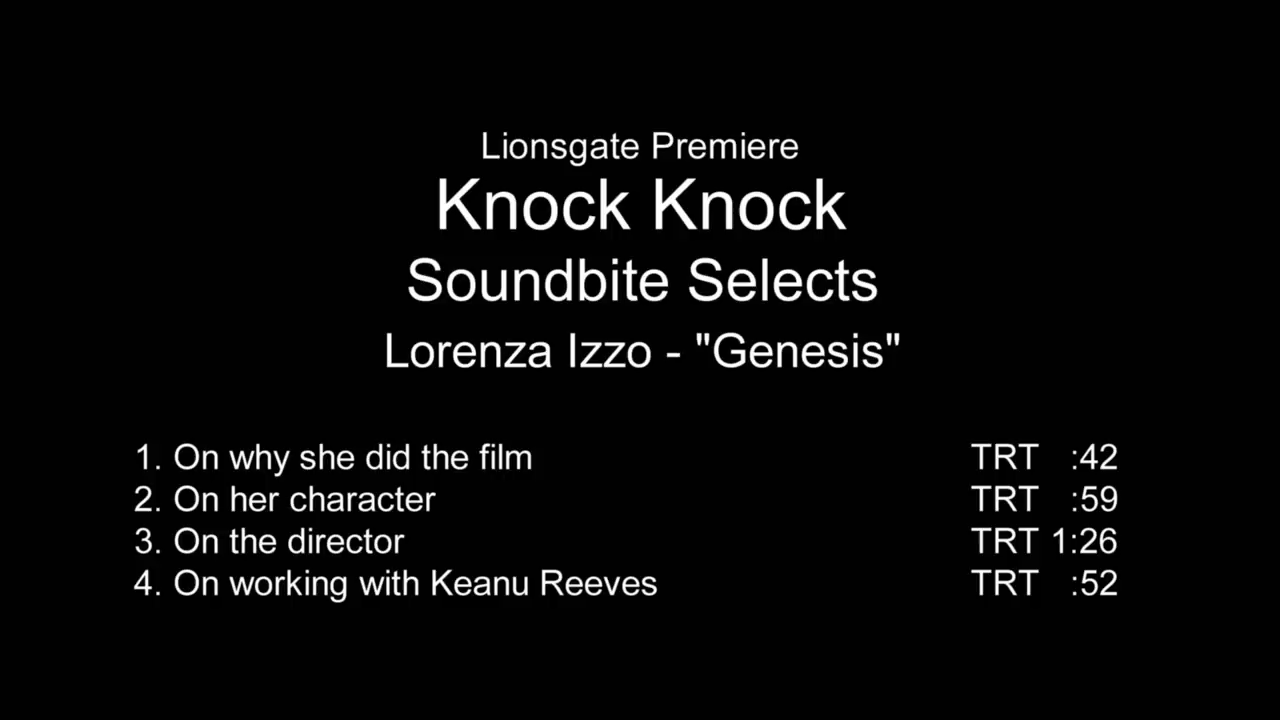 Lionsgate Premiere
Knock Knock
Soundbite Selects
Lorenza Izzo - "Genesis"
1. On why she did the film TRT :42
2. On her character TRT :59
3. On the director TRT 1:26
4. On working with Keanu Reeves TRT :52